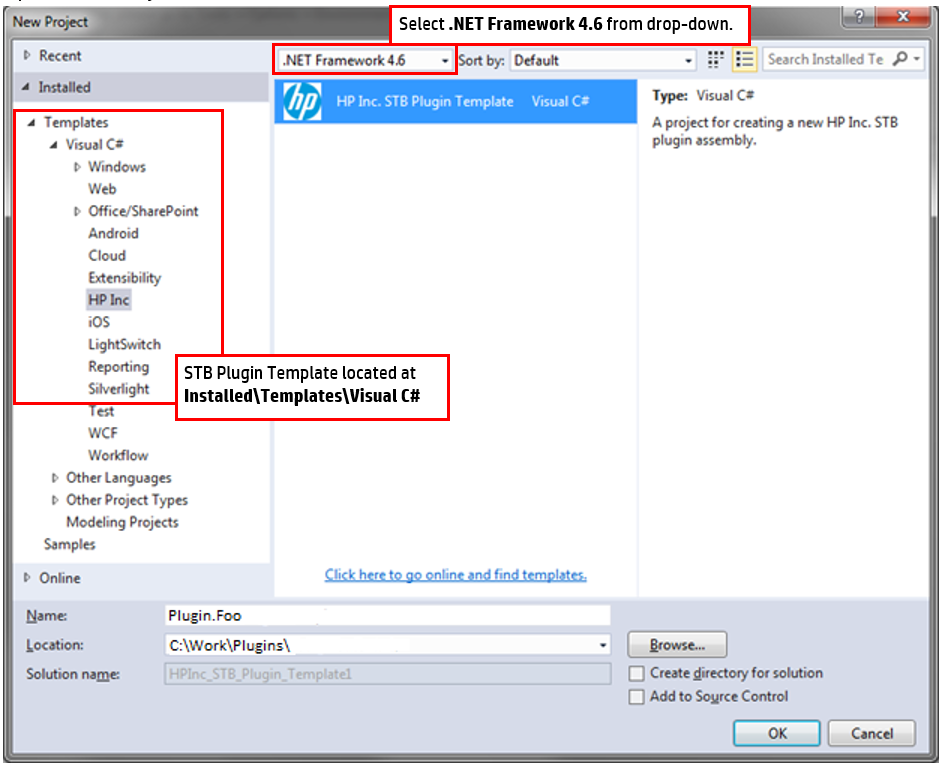 New Project
Select .NET Framework 4.6 from drop-down.
?
x
Recent
.NET Framework 4.6
Sort by:
Default
Search Installed Te
Installed
Templates
Visual C#
Windows
Web
Office/SharePoint
Android
Cloud
Extensibility
HP Inc
iOS
LightSwitch
Reporting
Silverlight
Test
WCF
Workflow
Other Languages
Other Project Types
Modeling Projects
Samples
Online
STB Plugin Template located at
Installed\Templates\Visual C#
hp
HP Inc. STB Plugin Template Visual C#
Click here to go online and find templates.
Type: Visual C#
A project for creating a new HP Inc. STB
plugin assembly.
Name: Plugin.Foo
Location: C:\Work\Plugins\
Browse...
Solution name: HPInc_STB_Plugin_Template1
Create directory for solution
Add to Source Control
OK
Cancel